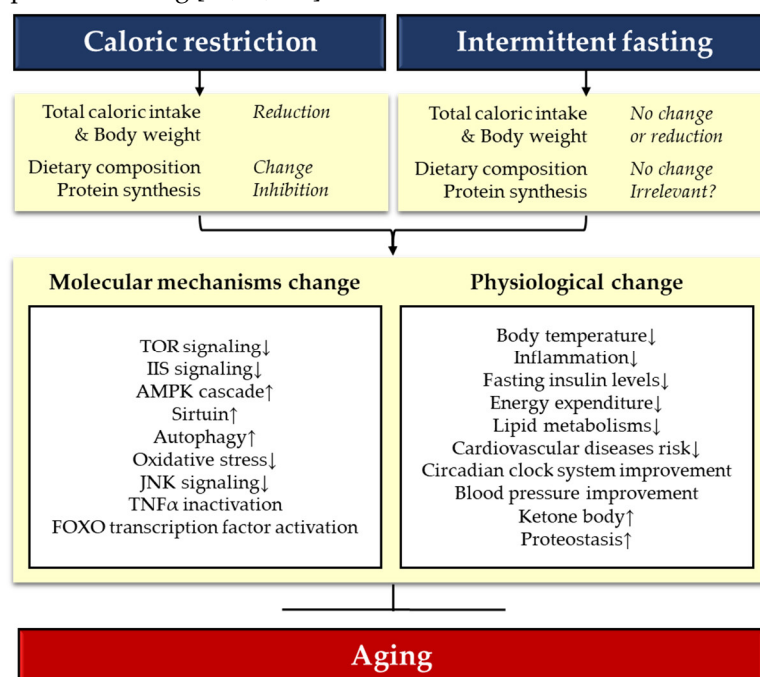 Caloric restriction
Intermittent fasting
Total caloric intake Reduction
& Body weight
Dietary composition Change
Protein synthesis Inhibition
Total caloric intake No change
& Body weight or reduction
Dietary composition No change
Protein synthesis Irrelevant?
Molecular mechanisms change
TOR signaling↓
IIS signaling↓
AMPK cascade↑
Sirtuin↑
Autophagy↑
Oxidative stress↓
JNK signaling↓
TNFα inactivation
FOXO transcription factor activation
Physiological change
Body temperature↓
Inflammation↓
Fasting insulin levels↓
Energy expenditure↓
Lipid metabolisms↓
Cardiovascular diseases risk↓
Circadian clock system improvement
Blood pressure improvement
Ketone body↑
Proteostasis↑
Aging